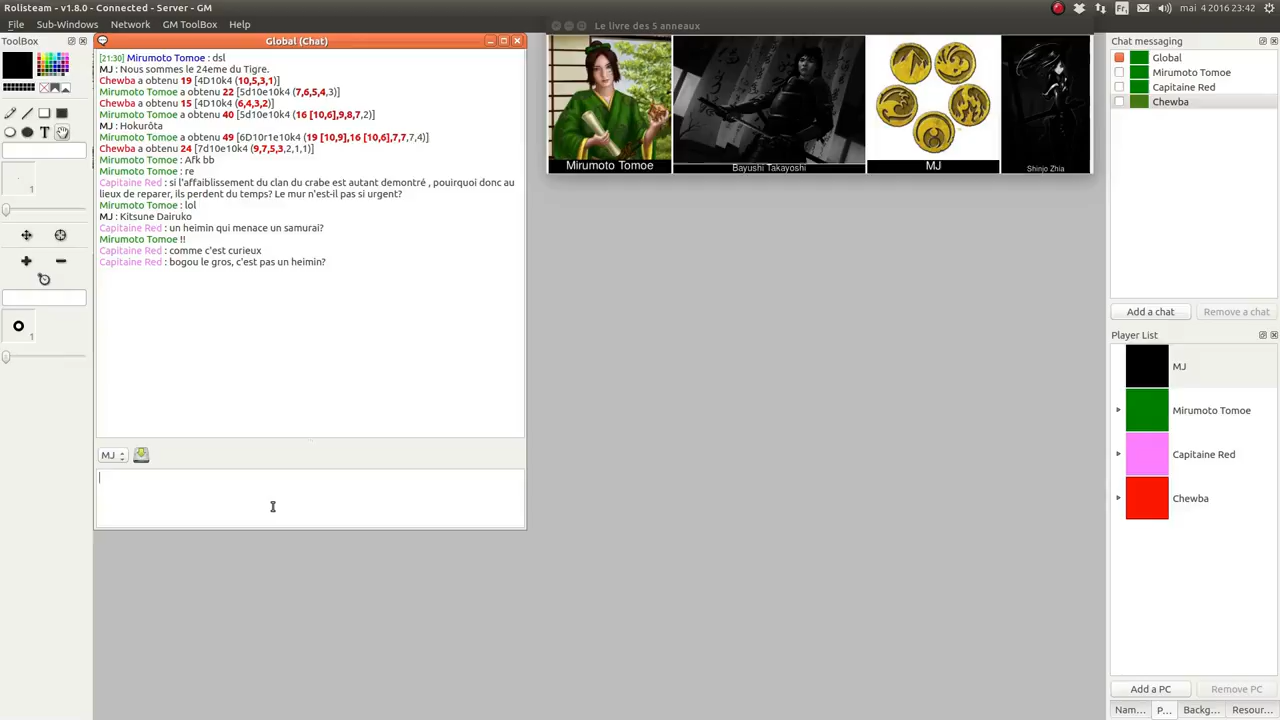 Rolisteam - v1.8.0 - Connected - Server - GM
Fr,
mai 4 2016 23:42
File Sub-Windows Network GM ToolBox Help
ToolBox
1
1
Global (Chat)
[21:30] Mirumoto Tomoe : dsl
MJ : Nous sommes le 24eme du Tigre.
Chewba a obtenu 19 [4D10k4 (10,5,3,1)]
Mirumoto Tomoe a obtenu 22 [5d10e10k4 (7,6,5,4,3)]
Chewba a obtenu 15 [4D10k4 (6,4,3,2)]
Mirumoto Tomoe a obtenu 40 [5d10e10k4 (16 [10,6],9,8,7,2)]
MJ : Hokurôta
Mirumoto Tomoe a obtenu 49 [6D10r1e10k4 (19 [10,9],16 [10,6],7,7,7,4)]
Chewba a obtenu 24 [7d10e10k4 (9,7,5,3,2,1,1)]
Mirumoto Tomoe : Afk bb
Mirumoto Tomoe : re
Capitaine Red : si l'affaiblissement du clan du crabe est autant demontré , pouirquoi donc au
lieux de reparer, ils perdent du temps? Le mur n'est-il pas si urgent?
Mirumoto Tomoe : lol
MJ : Kitsune Dairuko
Capitaine Red : un heimin qui menace un samurai?
Mirumoto Tomoe !!
Capitaine Red : comme c'est curieux
Capitaine Red : bogou le gros, c'est pas un heimin?
MJ
Le livre des 5 anneaux
Mirumoto Tomoe
Bayushi Takayoshi
MJ
Shinjo Zhia
Chat messaging
Global
Mirumoto Tomoe
Capitaine Red
Chewba
Add a chat Remove a chat
Player List
MJ
Mirumoto Tomoe
Capitaine Red
Chewba
Add a PC Remove PC
Nam... P... Backg... Resour...